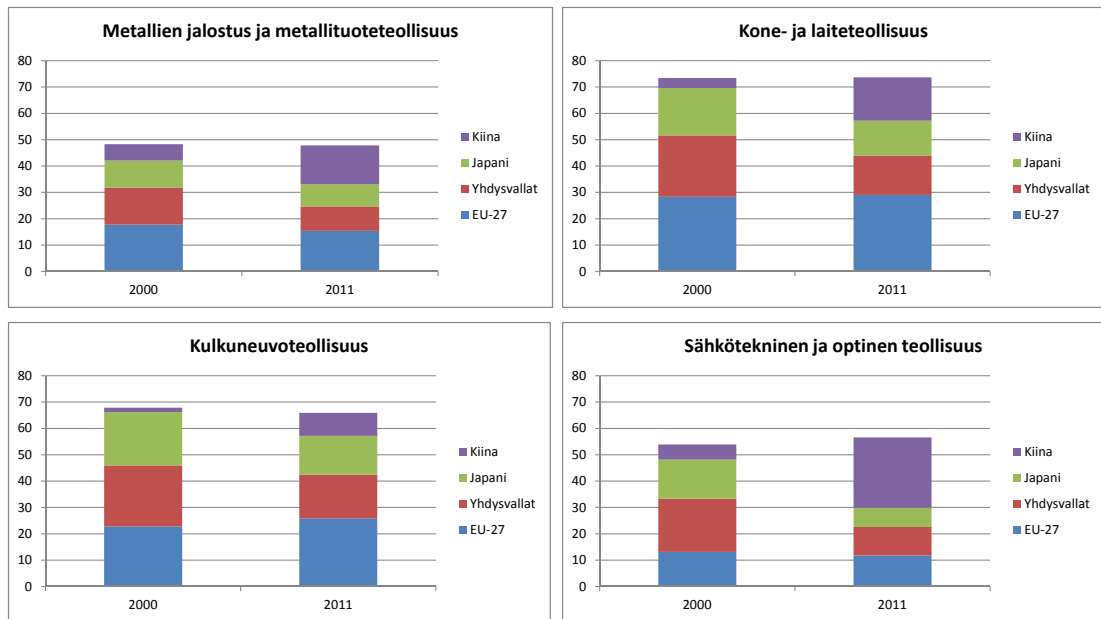 Metallien jalostus ja metallituoteteollisuus
80
70
60
50
40
30
20
10
0
2000
2011
Kiina
Japani
Yhdysvallat
EU-27
Kone- ja laiteteollisuus
80
70
60
50
40
30
20
10
0
2000
2011
Kiina
Japani
Yhdysvallat
EU-27
Kulkuneuvoteollisuus
80
70
60
50
40
30
20
10
0
2000
2011
Kiina
Japani
Yhdysvallat
EU-27
Sähkötekninen ja optinen teollisuus
80
70
60
50
40
30
20
10
0
2000
2011
Kiina
Japani
Yhdysvallat
EU-27